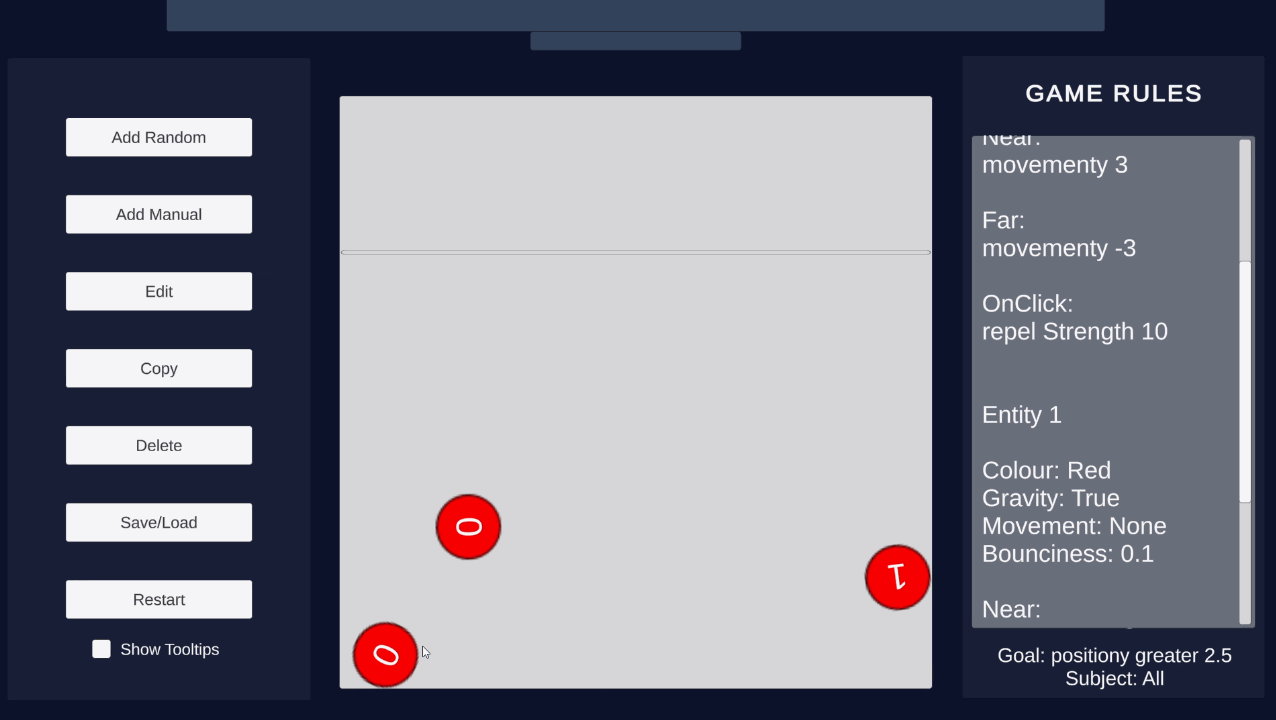 Add Random
Add Manual
Edit
Copy
Delete
Save/Load
Restart
Show Tooltips
0
0
1
GAME RULES
Near:
movementy 3
Far:
movementy -3
OnClick:
repel Strength 10
Entity 1
Colour: Red
Gravity: True
Movement: None
Bounciness: 0.1
Near:
Goal: positiony greater 2.5
Subject: All